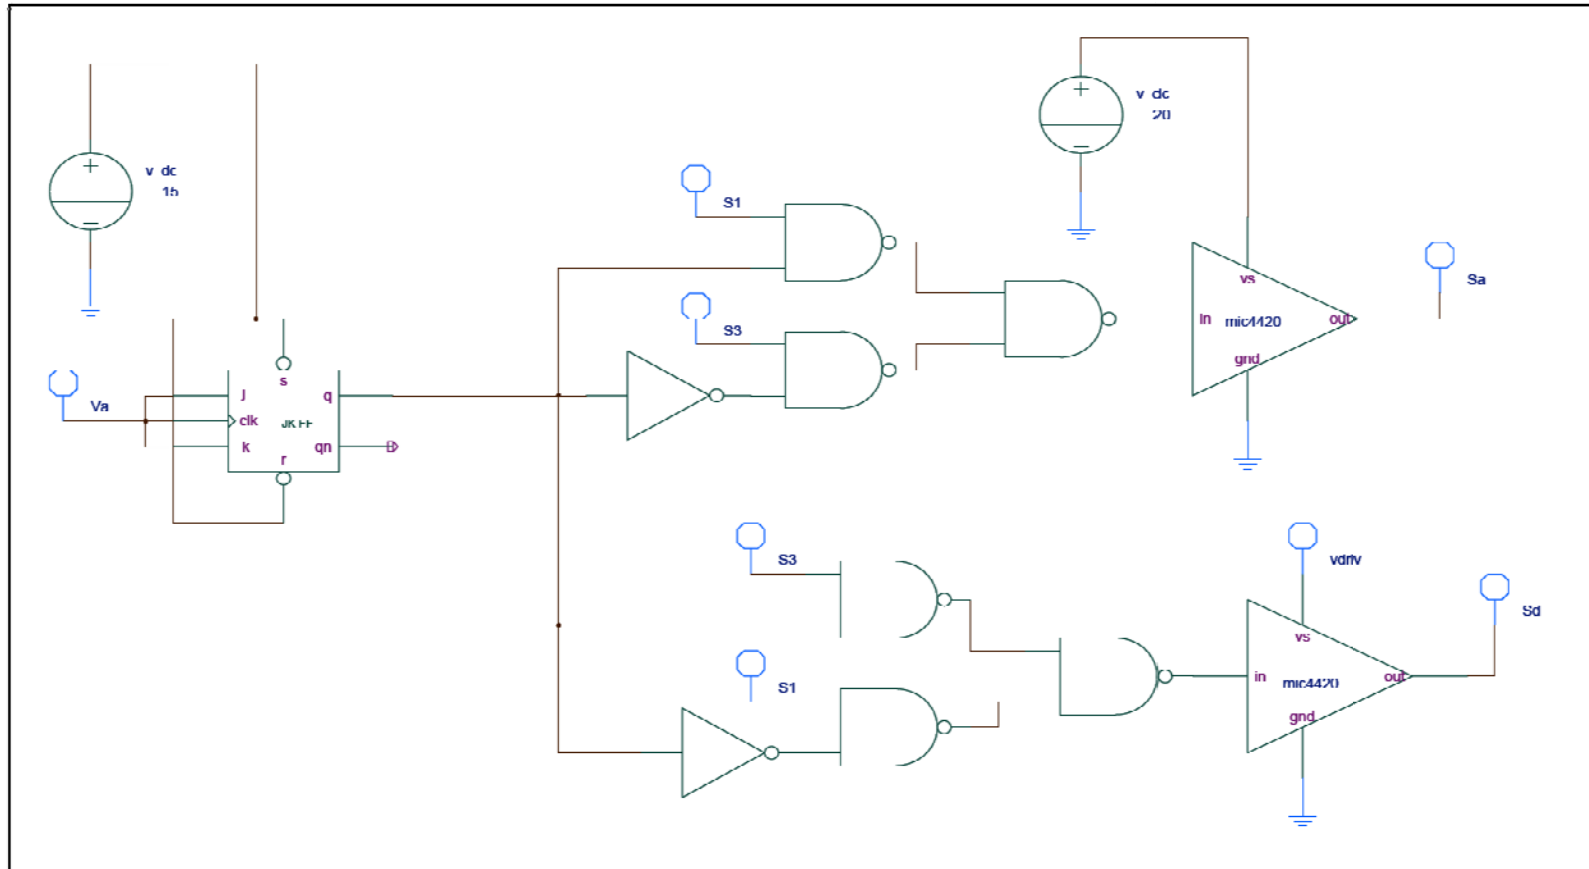 v dc
15
v dc
20
S1
S3
vs
in
mic4420
out
gnd
Sa
Va
s
J
q
clk
JK FF
k
qn
r
S3
S1
vdriv
vs
in
mic4420
out
gnd
Sd